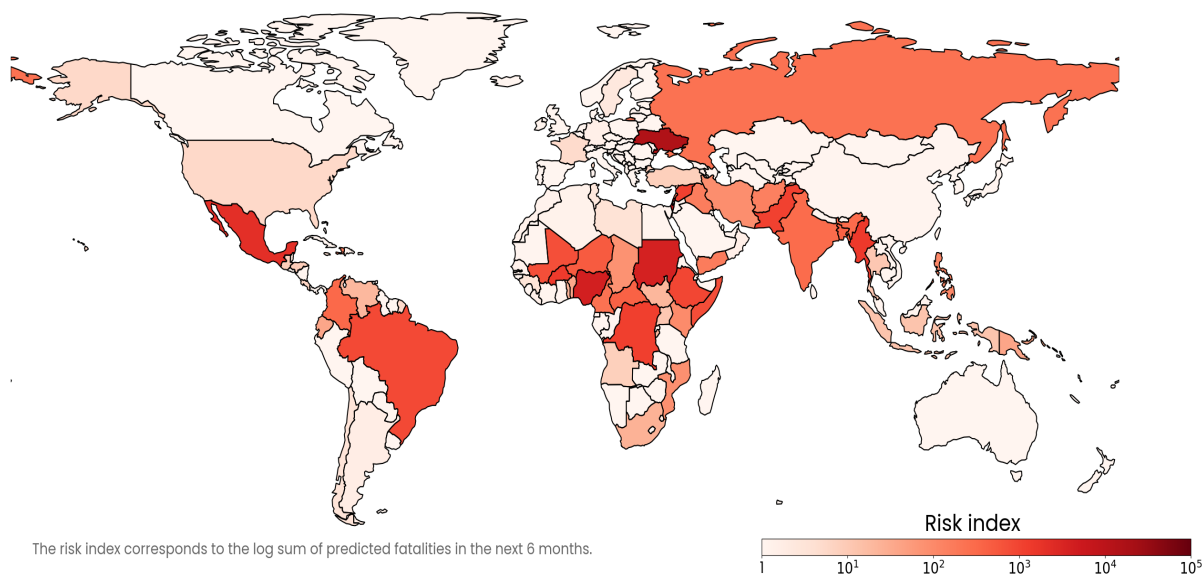 Risk index
The risk index corresponds to the log sum of predicted fatalities in the next 6 months.
1 10¹ 10² 10³ 10⁴ 10⁵